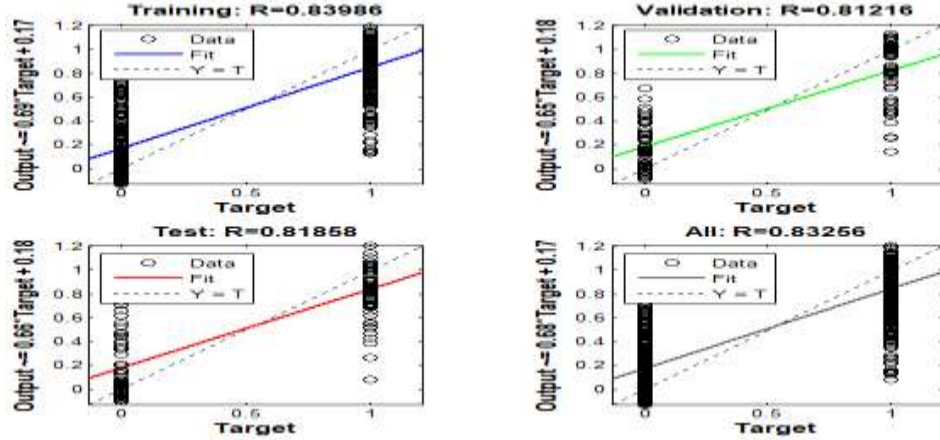 Training: R=0.83986
Output ~= 0.69*Target + 0.17
1.2
1
0.8
0.6
0.4
0.2
0
Data
Fit
Y = T
0
0.5
1
Target
Validation: R=0.81216
Output ~= 0.65*Target + 0.18
1.2
1
0.8
0.6
0.4
0.2
0
Data
Fit
Y = T
0
0.5
1
Target
Test: R=0.81858
Output ~= 0.66*Target + 0.18
1.2
1
0.8
0.6
0.4
0.2
0
Data
Fit
Y = T
0
0.5
1
Target
All: R=0.83256
Output ~= 0.68*Target + 0.17
1.2
1
0.8
0.6
0.4
0.2
0
Data
Fit
Y = T
0
0.5
1
Target